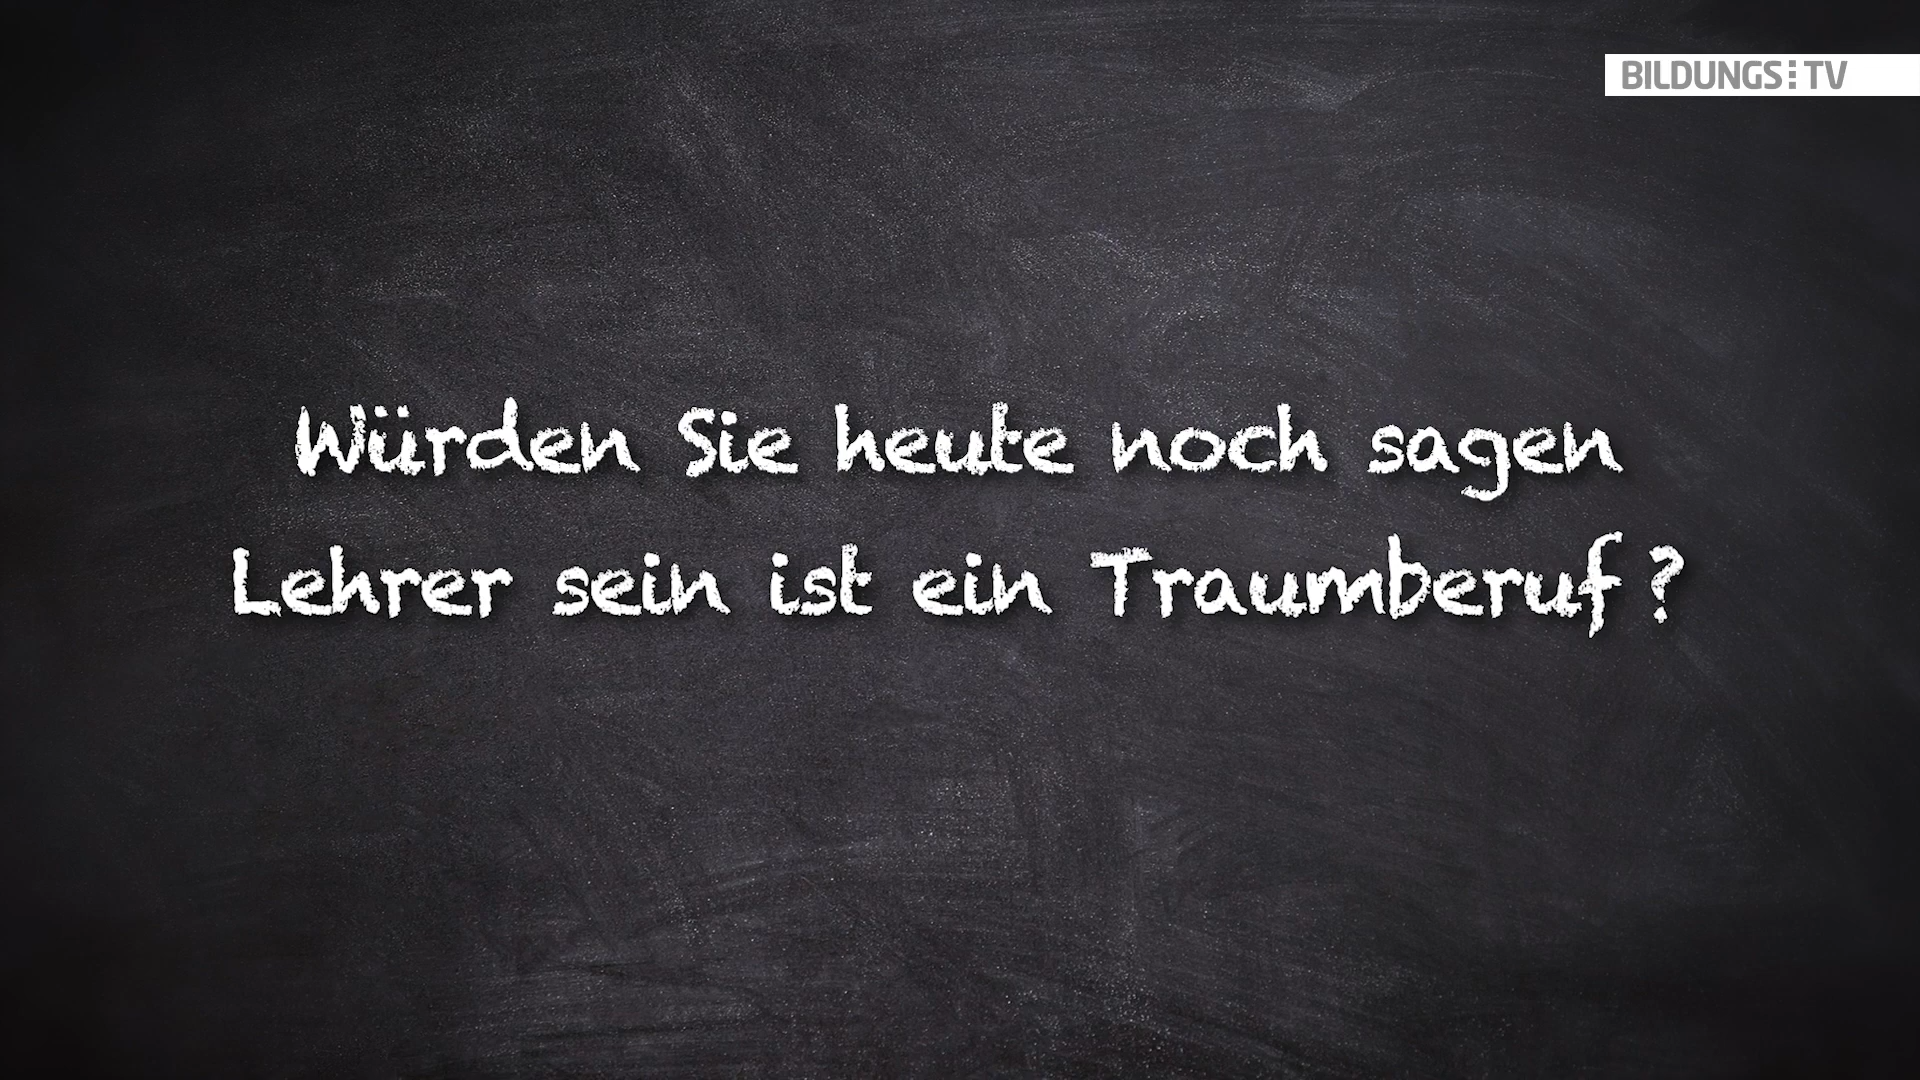 BILDUNGS TV
Würden Sie heute noch sagen
Lehrer sein ist ein Traumberuf ?